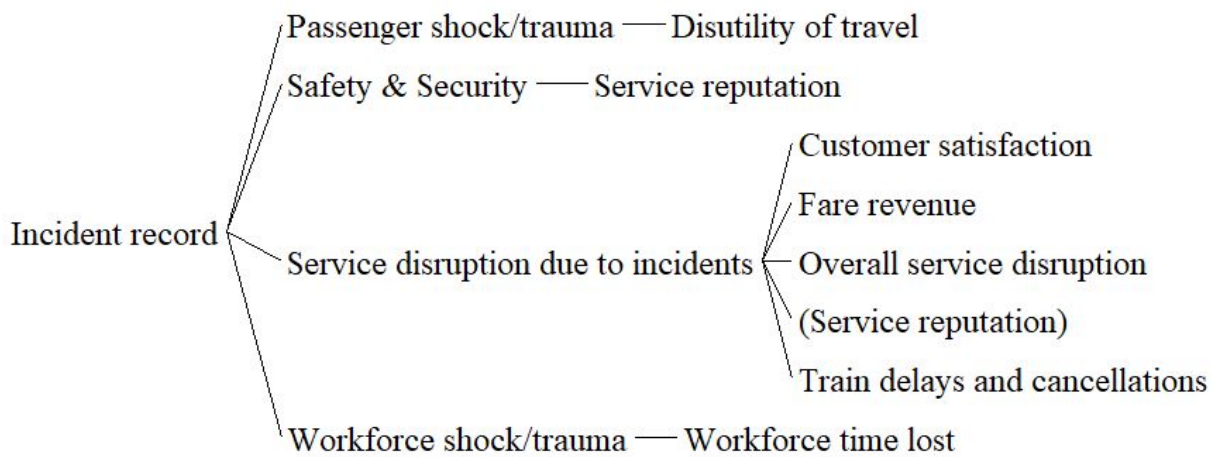 Passenger shock/trauma Disutility of travel
Safety & Security Service reputation
Customer satisfaction
Fare revenue
Incident record
Service disruption due to incidents Overall service disruption
(Service reputation)
Train delays and cancellations
Workforce shock/trauma Workforce time lost